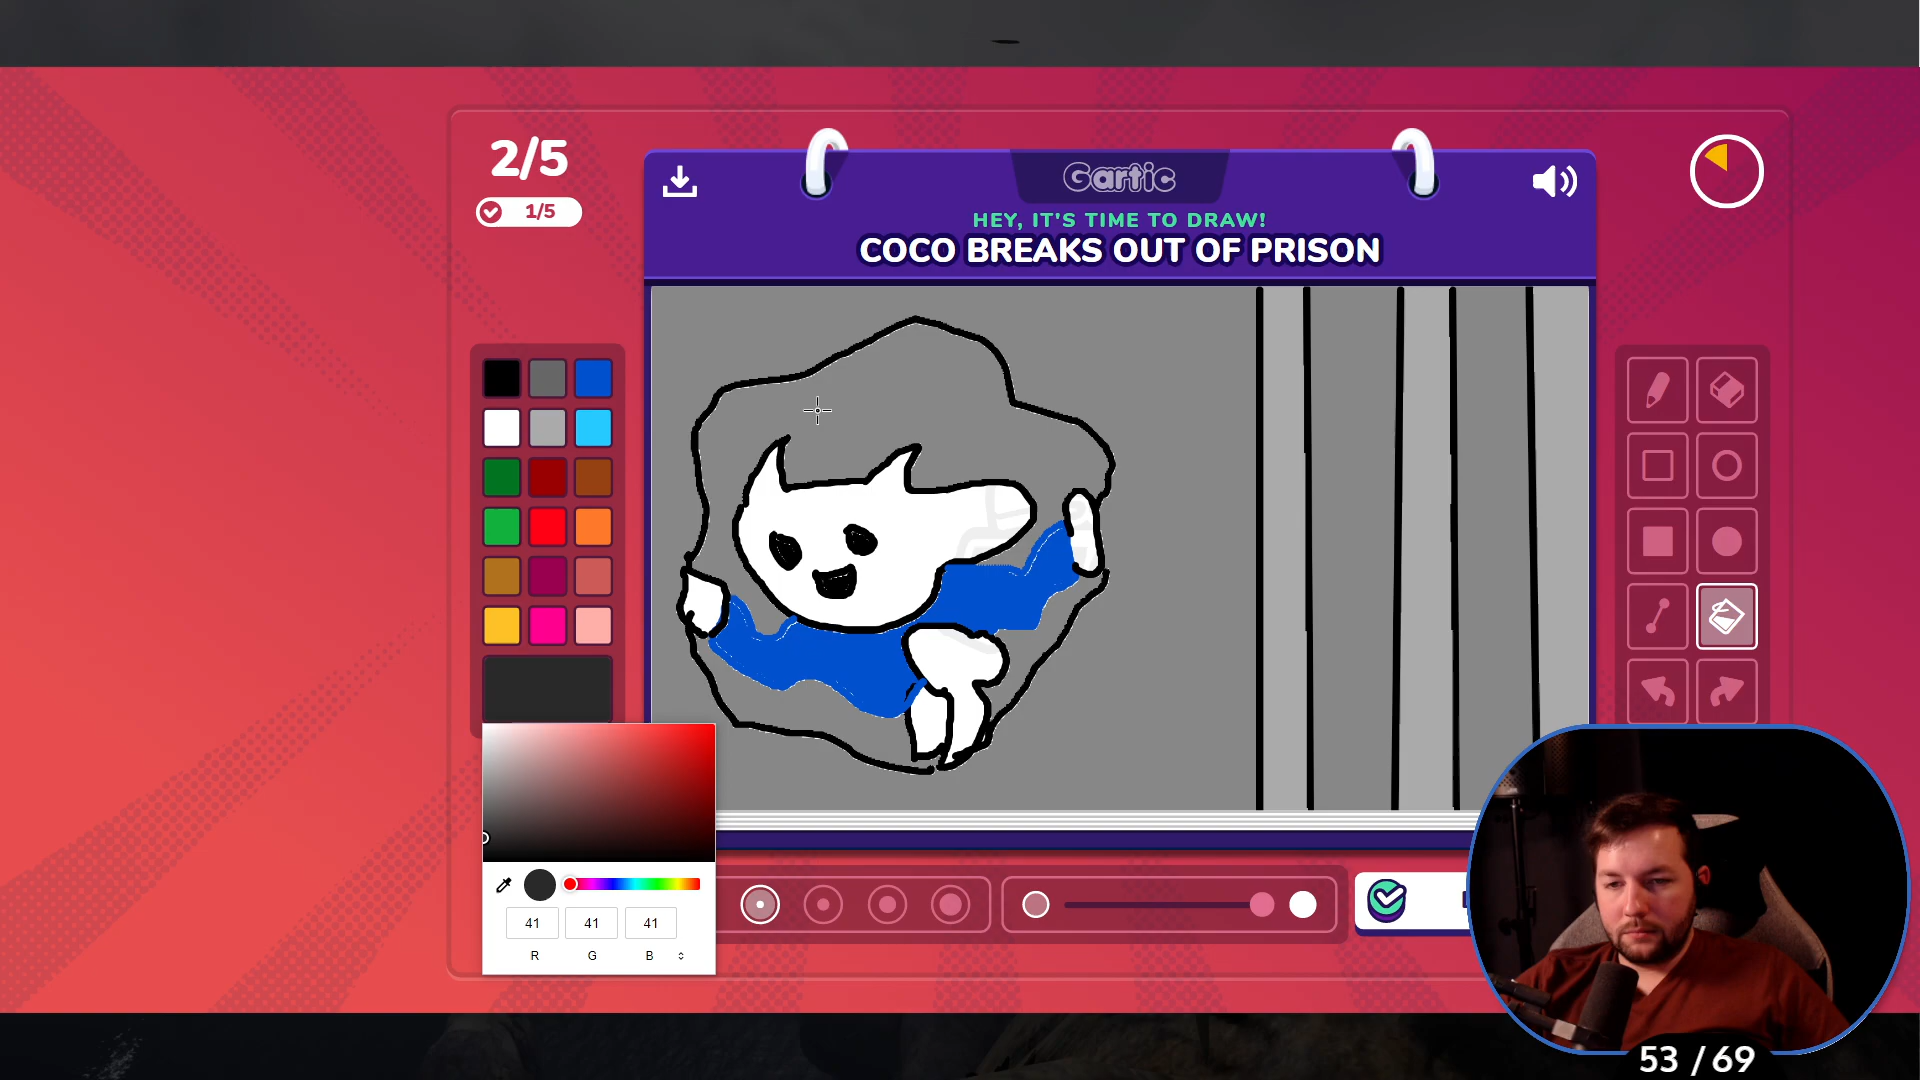 2/5
1/5
Gartic
HEY, IT'S TIME TO DRAW!
COCO BREAKS OUT OF PRISON
41 41 41
R G B
53 / 69